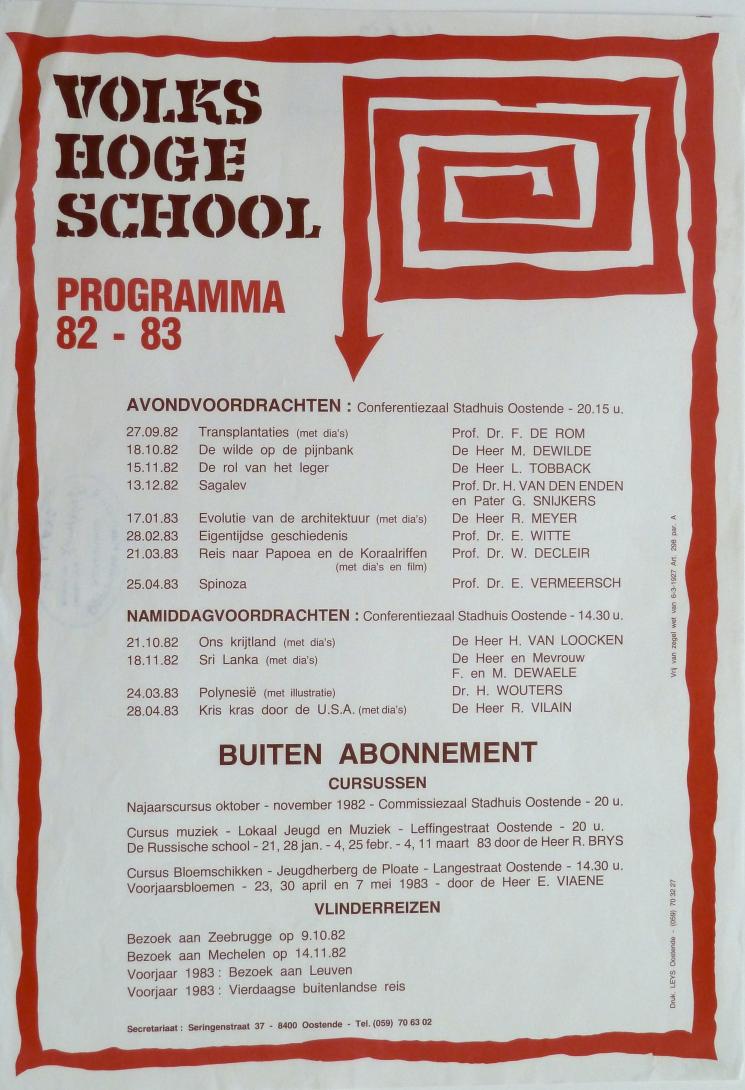 VOLKS
HOGE
SCHOOL
PROGRAMMA
82 - 83
AVONDVOORDRACHTEN : Conferentiezaal Stadhuis Oostende - 20.15 u.
27.09.82 Transplantaties (met dia's) Prof. Dr. F. DE ROM
18.10.82 De wilde op de pijnbank De Heer M. DEWILDE
15.11.82 De rol van het leger De Heer L. TOBBACK
13.12.82 Sagalev Prof. Dr. H. VAN DEN ENDEN
en Pater G. SNIJKERS
17.01.83 Evolutie van de architektuur (met dia's) De Heer R. MEYER
28.02.83 Eigentijdse geschiedenis Prof. Dr. E. WITTE
21.03.83 Reis naar Papoea en de Koraalriffen Prof. Dr. W. DECLEIR
(met dia's en film)
25.04.83 Spinoza Prof. Dr. E. VERMEERSCH
NAMIDDAGVOORDRACHTEN : Conferentiezaal Stadhuis Oostende - 14.30 u.
21.10.82 Ons krijtland (met dia's) De Heer H. VAN LOOCKEN
18.11.82 Sri Lanka (met dia's) De Heer en Mevrouw
F. en M. DEWAELE
24.03.83 Polynesië (met illustratie) Dr. H. WOUTERS
28.04.83 Kris kras door de U.S.A. (met dia's) De Heer R. VILAIN
BUITEN ABONNEMENT
CURSUSSEN
Najaarscursus oktober - november 1982 - Commissiezaal Stadhuis Oostende - 20 u.
Cursus muziek - Lokaal Jeugd en Muziek - Leffingestraat Oostende - 20 u.
De Russische school - 21, 28 jan. - 4, 25 febr. - 4, 11 maart 83 door de Heer R. BRYS
Cursus Bloemschikken - Jeugdherberg de Ploate - Langestraat Oostende - 14.30 u.
Voorjaarsbloemen - 23, 30 april en 7 mei 1983 - door de Heer E. VIAENE
VLINDERREIZEN
Bezoek aan Zeebrugge op 9.10.82
Bezoek aan Mechelen op 14.11.82
Voorjaar 1983 : Bezoek aan Leuven
Voorjaar 1983 : Vierdaagse buitenlandse reis
Secretariaat : Seringenstraat 37 - 8400 Oostende - Tel. (059) 70 63 02
Vrij van zegel wet van 6-3-1927 Art. 298 par. A
Druk. LEYS Oostende - (059) 70 32 27